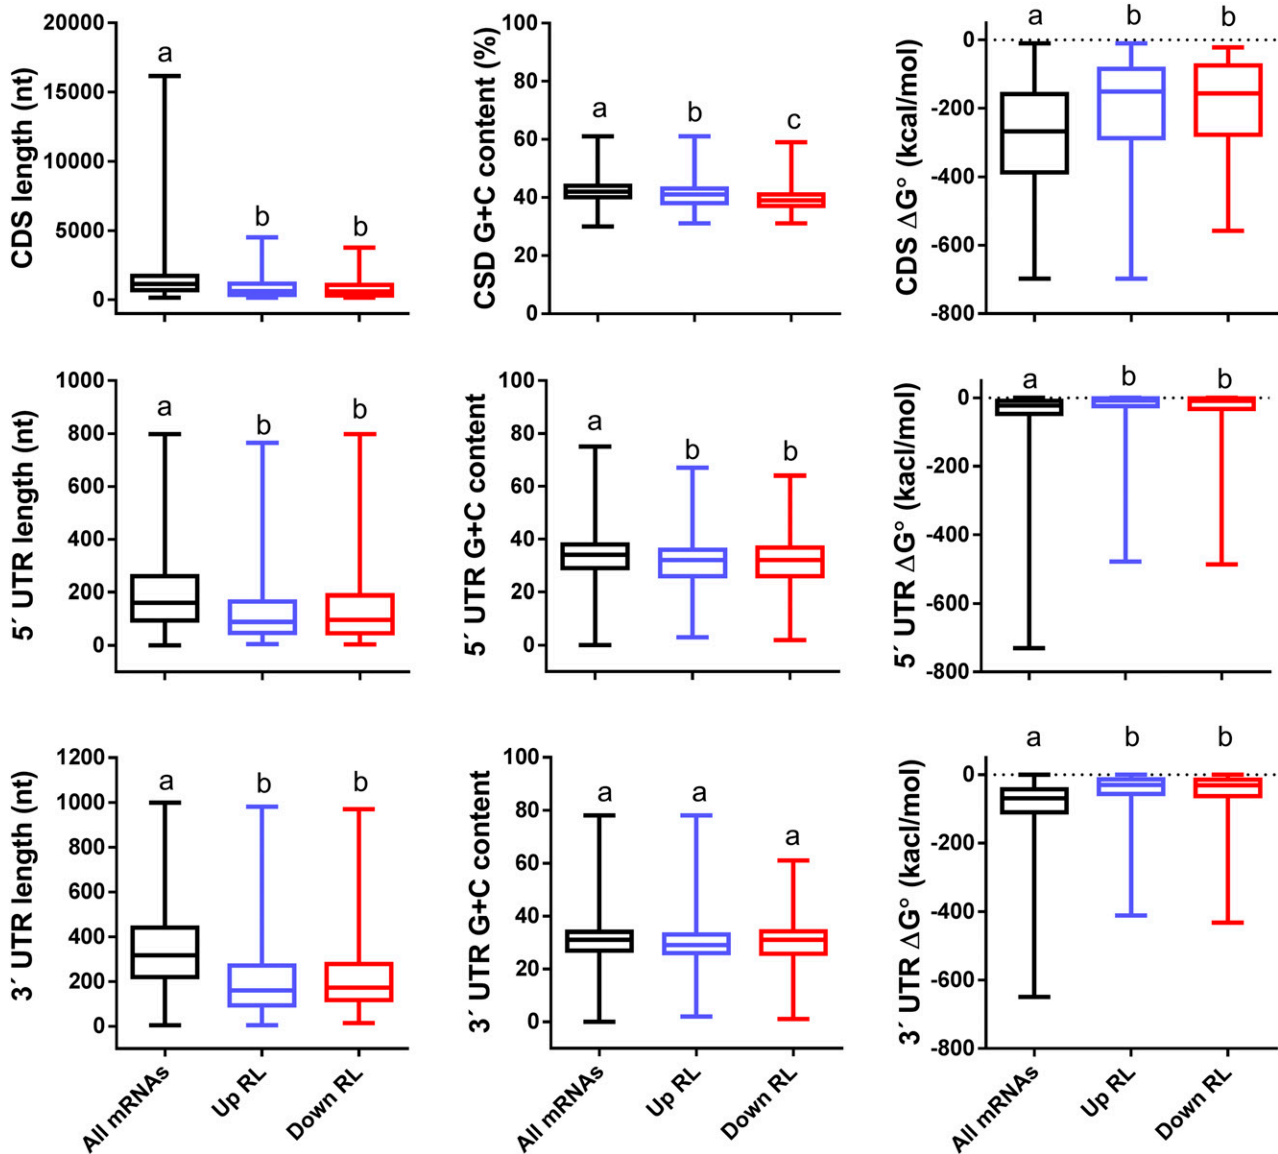 CDS length (nt)
20000
15000
10000
5000
0
a
b
b
CSD G+C content (%)
100
80
60
40
20
0
a
b
c
CDS ΔG° (kcal/mol)
0
-200
-400
-600
-800
a
b
b
5´ UTR length (nt)
1000
800
600
400
200
0
a
b
b
5´ UTR G+C content
100
80
60
40
20
0
a
b
b
5´ UTR ΔG° (kacl/mol)
0
-200
-400
-600
-800
a
b
b
3´ UTR length (nt)
1200
1000
800
600
400
200
0
a
b
b
3´ UTR G+C content
100
80
60
40
20
0
a
a
a
3´ UTR ΔG° (kacl/mol)
0
-200
-400
-600
-800
a
b
b
All mRNAs
Up RL
Down RL
All mRNAs
Up RL
Down RL
All mRNAs
Up RL
Down RL